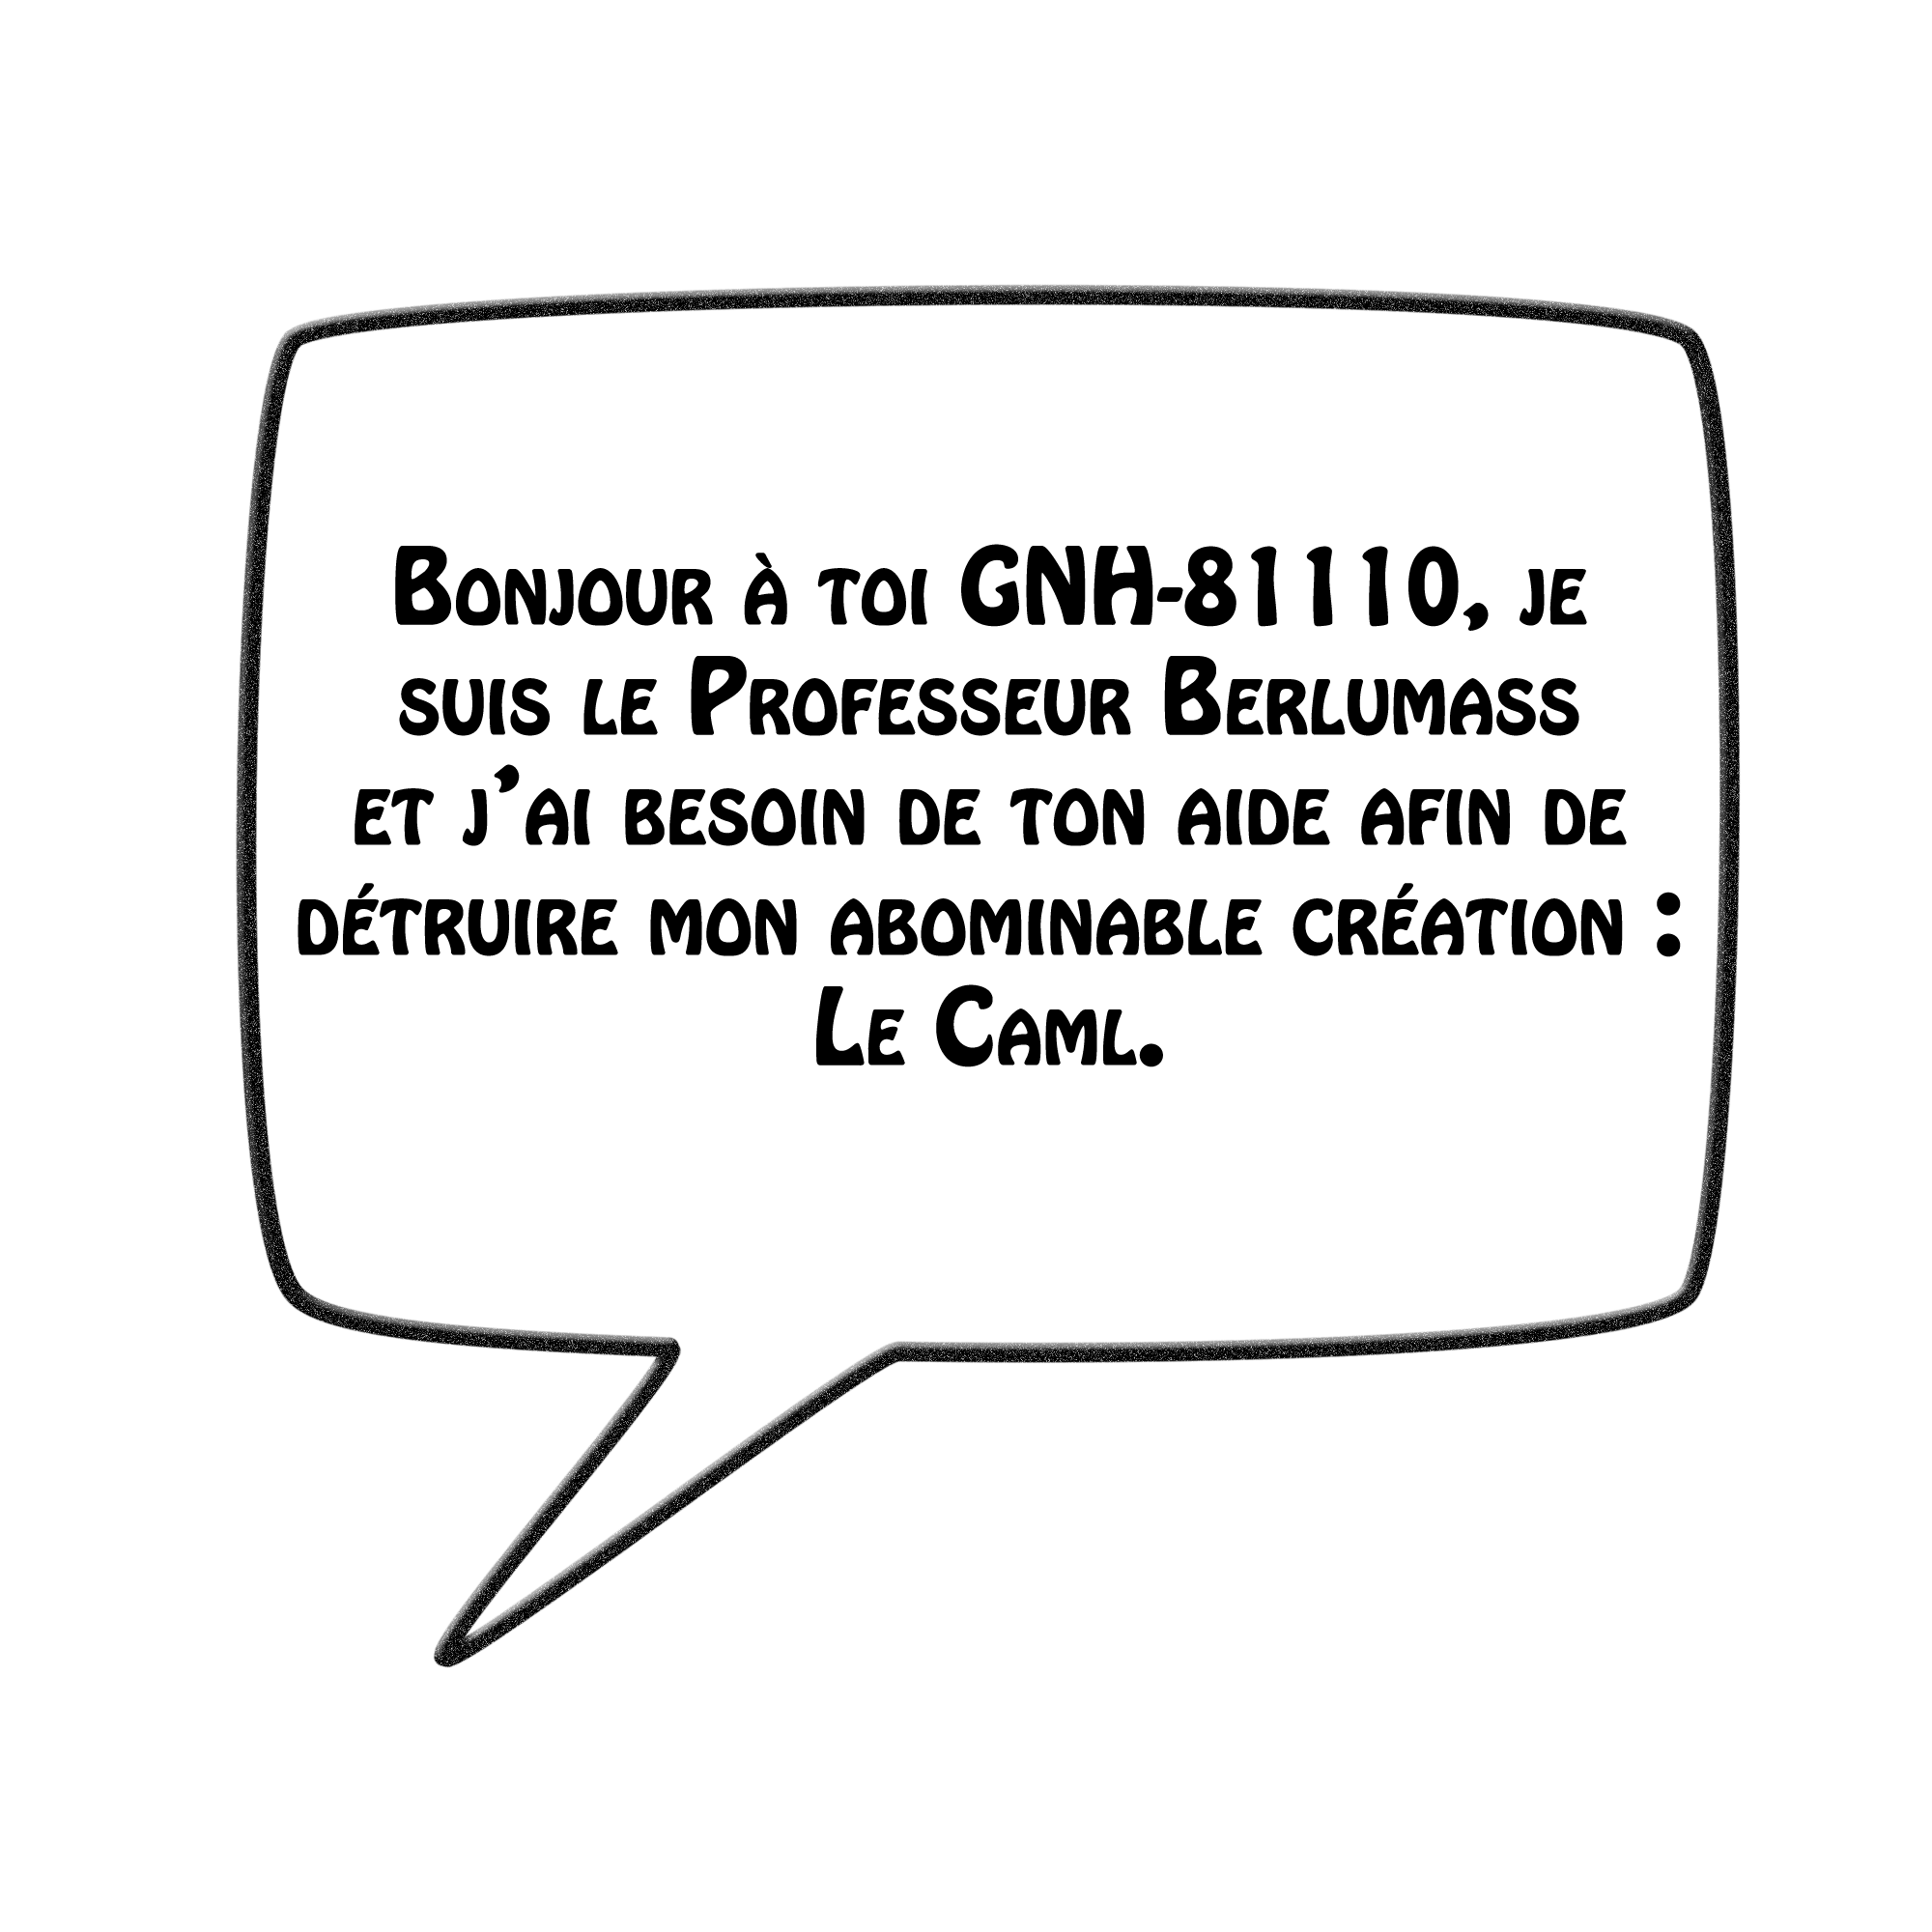 Bonjour à toi GNH-81110, je
suis le Professeur Berlumass
et j’ai besoin de ton aide afin de
détruire mon abominable création :
Le Caml.